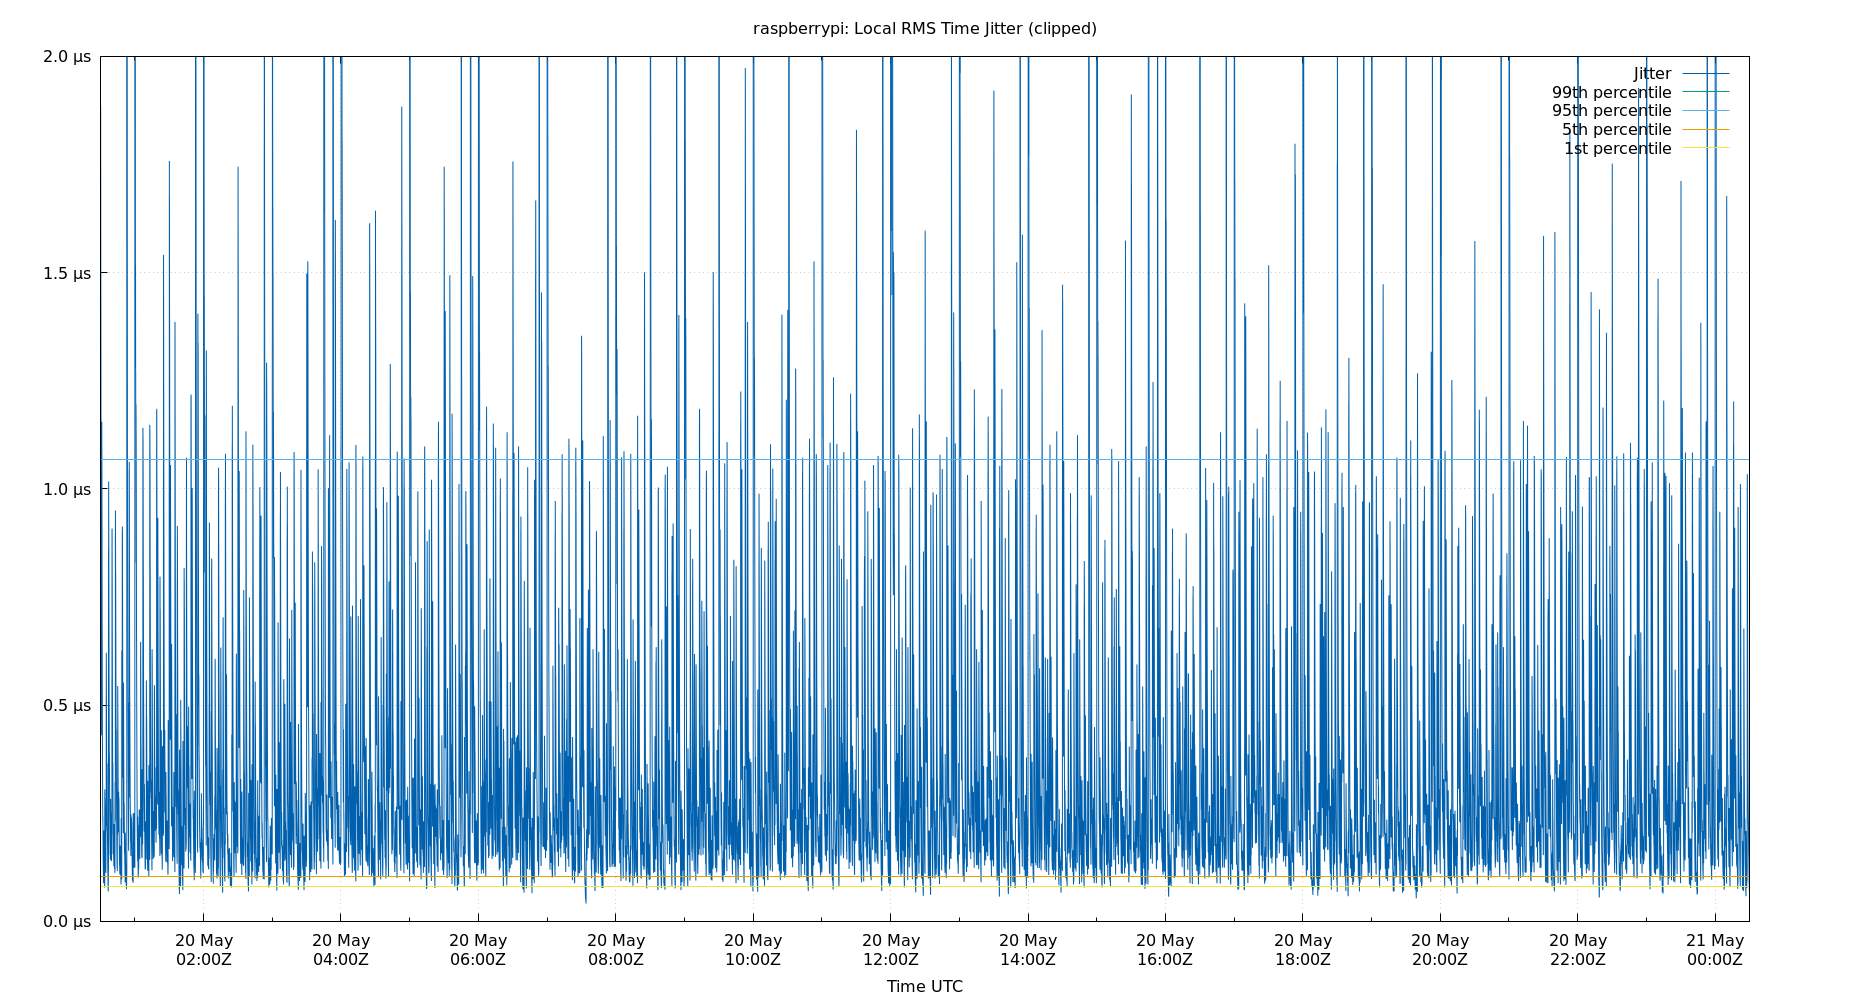 raspberrypi: Local RMS Time Jitter (clipped)
2.0 µs
1.5 µs
1.0 µs
0.5 µs
0.0 µs
Jitter
99th percentile
95th percentile
5th percentile
1st percentile
20 May 20 May 20 May 20 May 20 May 20 May 20 May 20 May 20 May 20 May 20 May 21 May
02:00Z 04:00Z 06:00Z 08:00Z 10:00Z 12:00Z 14:00Z 16:00Z 18:00Z 20:00Z 22:00Z 00:00Z
Time UTC